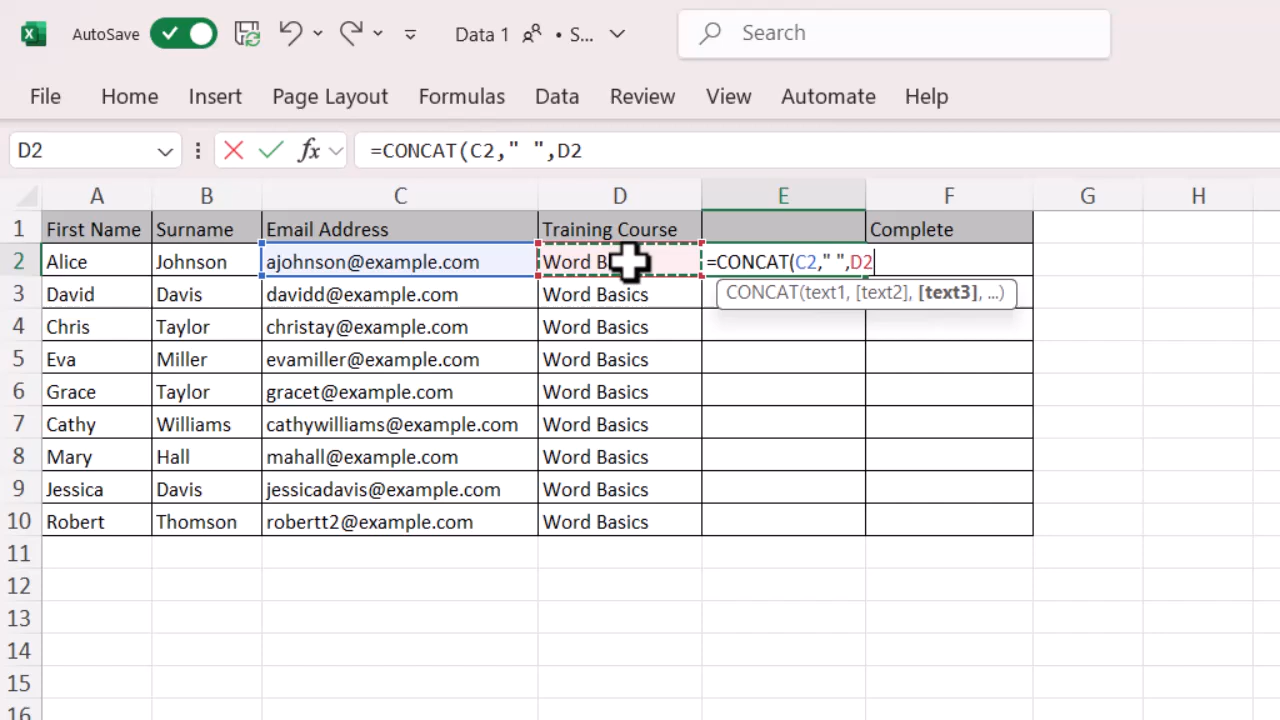 AutoSave Data 1 • S... Search
File Home Insert Page Layout Formulas Data Review View Automate Help
D2 fx =CONCAT(C2," ",D2
A B C D E F G H
1 First Name Surname Email Address Training Course Complete
2 Alice Johnson ajohnson@example.com Word B =CONCAT(C2," ",D2
CONCAT(text1, [text2], [text3], ...)
3 David Davis davidd@example.com Word Basics
4 Chris Taylor christay@example.com Word Basics
5 Eva Miller evamiller@example.com Word Basics
6 Grace Taylor gracet@example.com Word Basics
7 Cathy Williams cathywilliams@example.com Word Basics
8 Mary Hall mahall@example.com Word Basics
9 Jessica Davis jessicadavis@example.com Word Basics
10 Robert Thomson robertt2@example.com Word Basics
11
12
13
14
15
16